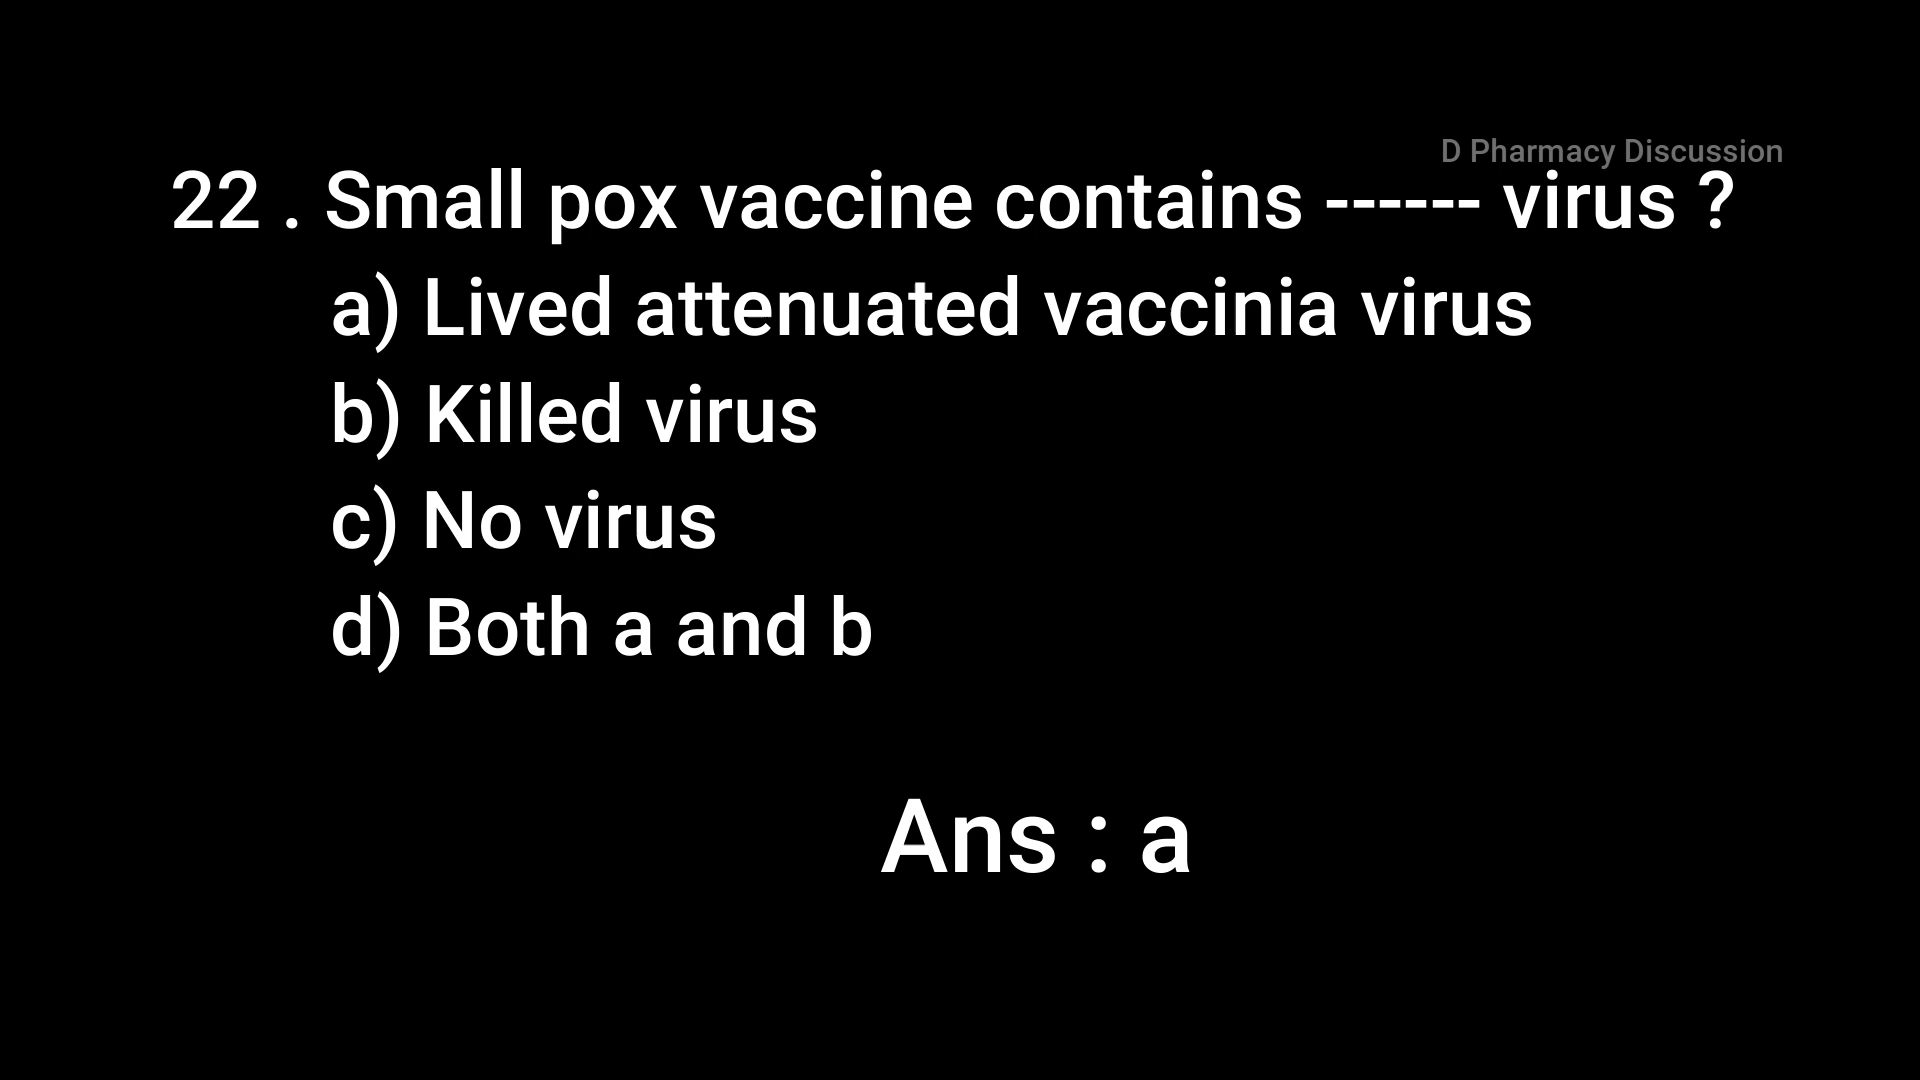 D Pharmacy Discussion
22 . Small pox vaccine contains ------ virus ?
a) Lived attenuated vaccinia virus
b) Killed virus
c) No virus
d) Both a and b
Ans : a